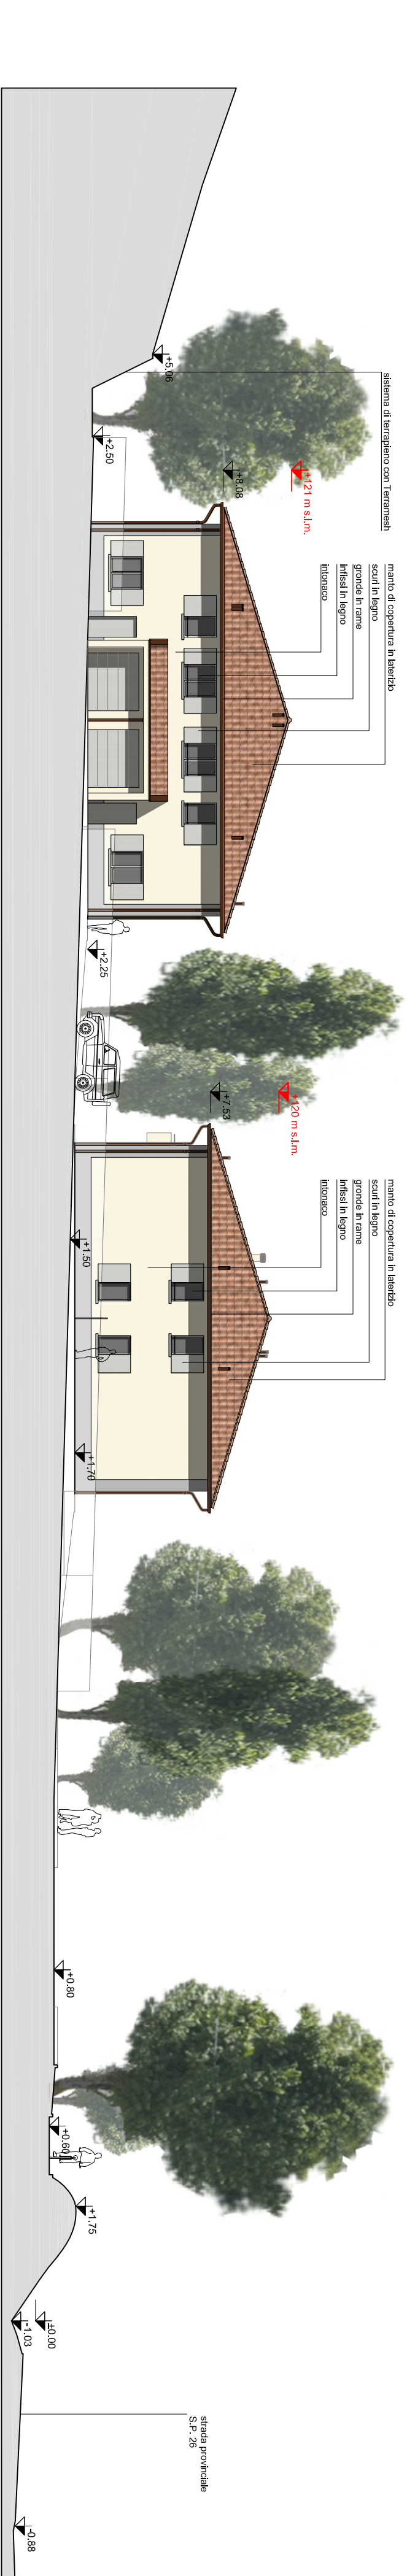 sistema di terrapieno con Terramesh
+5.06
+2.50
+121 m s.l.m.
+8.08
manto di copertura in laterizio
scuri in legno
gronde in rame
infissi in legno
intonaco
+2.25
+120 m s.l.m.
+7.53
manto di copertura in laterizio
scuri in legno
gronde in rame
infissi in legno
intonaco
+1.50
+1.70
+0.80
+0.60
+1.75
±0.00
-1.03
strada provinciale
S.P. 26
-0.88